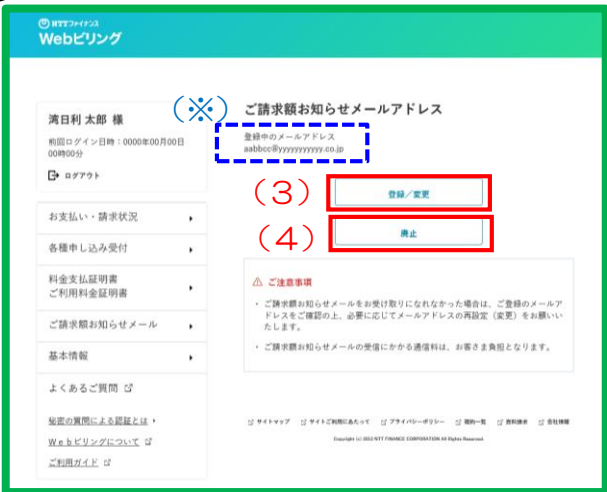 NTTファイナンス
Webビリング
湾日利 太郎 様
前回ログイン日時：0000年00月00日
00時00分
ログアウト
お支払い・請求状況
各種申し込み受付
料金支払証明書
ご利用料金証明書
ご請求額お知らせメール
基本情報
よくあるご質問
秘密の質問による認証とは
Webビリングについて
ご利用ガイド
（※）
ご請求額お知らせメールアドレス
登録中のメールアドレス
aabbcc@yyyyyyyyyy.co.jp
（3）
登録／変更
（4）
廃止
ご注意事項
・ ご請求額お知らせメールをお受け取りになれなかった場合は、ご登録のメールア
ドレスをご確認の上、必要に応じてメールアドレスの再設定（変更）をお願いい
たします。
・ ご請求額お知らせメールの受信にかかる通信料は、お客さま負担となります。
サイトマップ サイトご利用にあたって プライバシーポリシー 規約一覧 資料請求 会社情報
Copyright (c) 2012 NTT FINANCE CORPORATION All Rights Reserved.